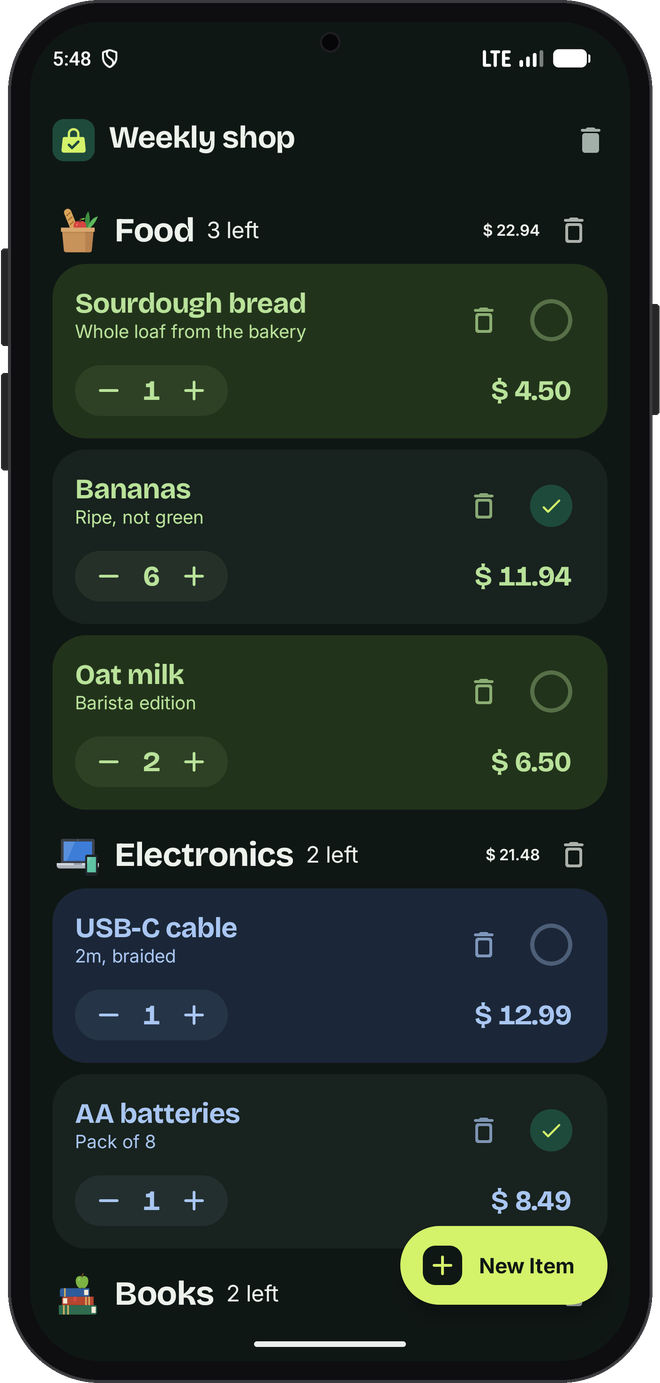 5:48 LTE
Weekly shop
Food 3 left $ 22.94
Sourdough bread
Whole loaf from the bakery
1 $ 4.50
Bananas
Ripe, not green
6 $ 11.94
Oat milk
Barista edition
2 $ 6.50
Electronics 2 left $ 21.48
USB-C cable
2m, braided
1 $ 12.99
AA batteries
Pack of 8
1 $ 8.49
New Item
Books 2 left